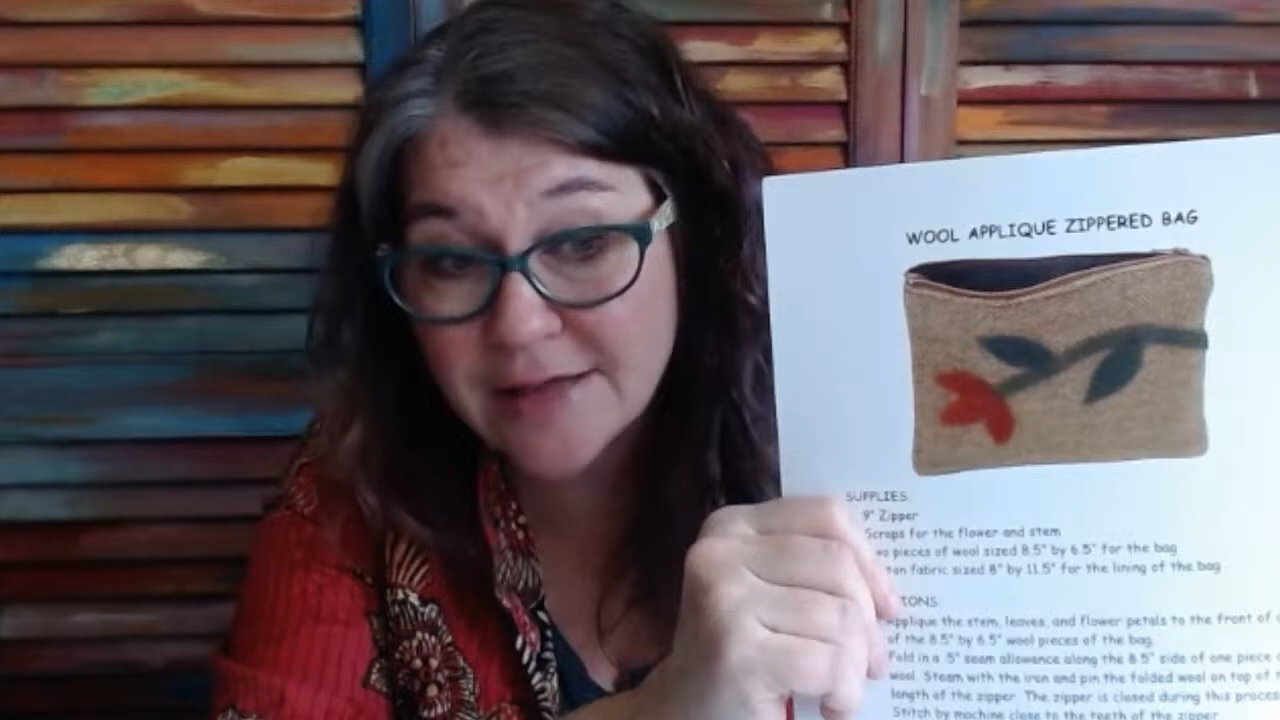 WOOL APPLIQUE ZIPPERED BAG
SUPPLIES:
9" Zipper
Scraps for the flower and stem
pieces of wool sized 8.5" by 6.5" for the bag
fabric sized 8" by 11.5" for the lining of the bag
Applique the stem, leaves, and flower petals to the front of
of the 8.5" by 6.5" wool pieces of the bag.
Fold in a .5" seam allowance along the 8.5" side of one piece
wool. Steam with the iron and pin the folded wool on top of
length of the zipper. The zipper is closed during this
Stitch by machine close to the teeth of the zipper.